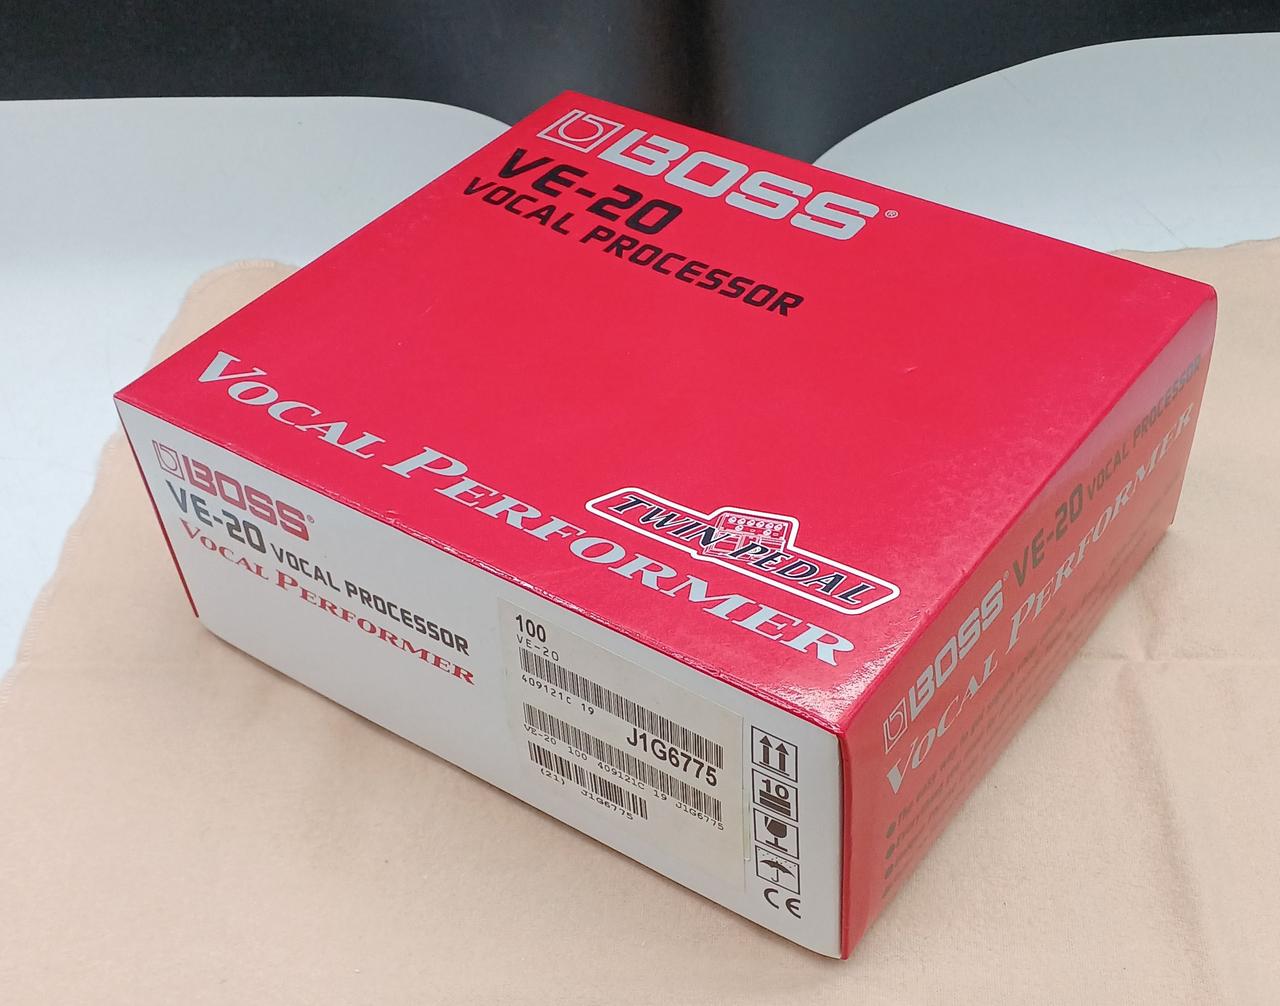 BOSS®
VE-20
VOCAL PROCESSOR
VOCAL PERFORMER
TWIN PEDAL
BOSS®
VE-20 VOCAL PROCESSOR
VOCAL PERFORMER
100
VE-20
409121C 19
J1G6775
VE-20 100 409121C 19 J1G6775
(21) J1G6775
10
CE
BOSS® VE-20 VOCAL PROCESSOR
VOCAL PERFORMER